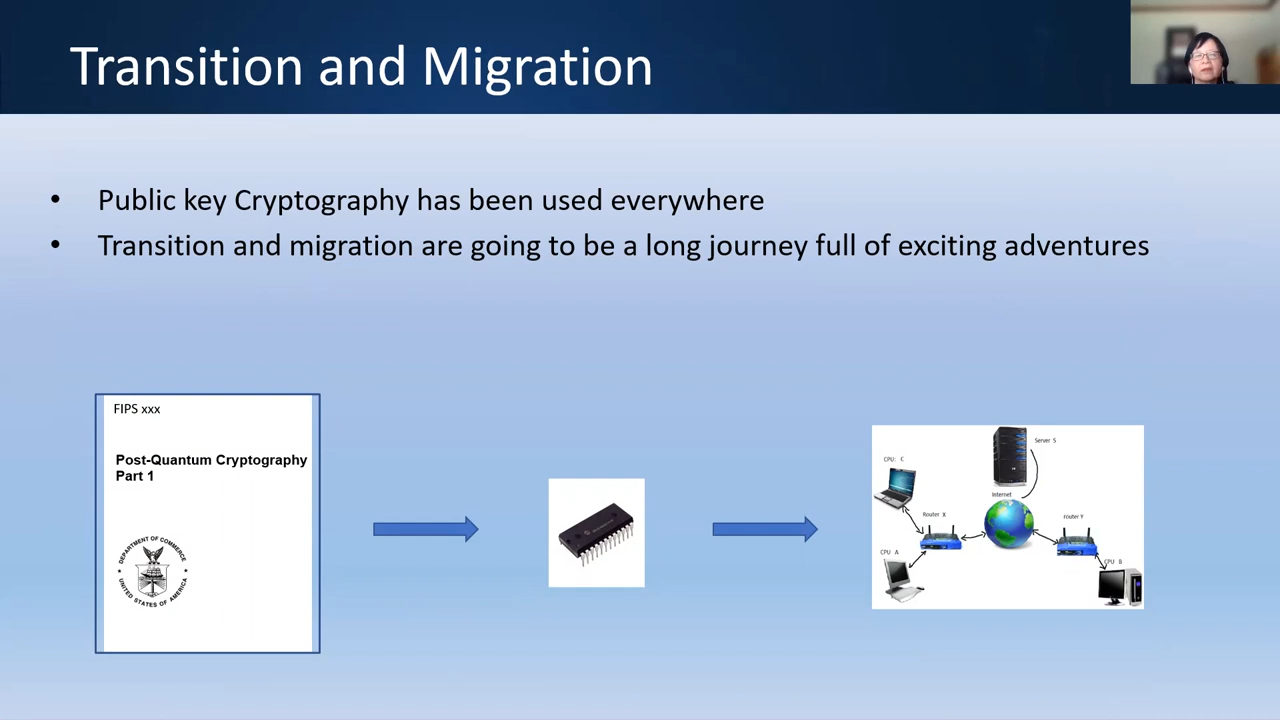 Transition and Migration
• Public key Cryptography has been used everywhere
• Transition and migration are going to be a long journey full of exciting adventures
FIPS xxx
Post-Quantum Cryptography
Part 1
DEPARTMENT OF COMMERCE
UNITED STATES OF AMERICA
Server S
CPU: C
Internet
Router X
router Y
CPU A
CPU B